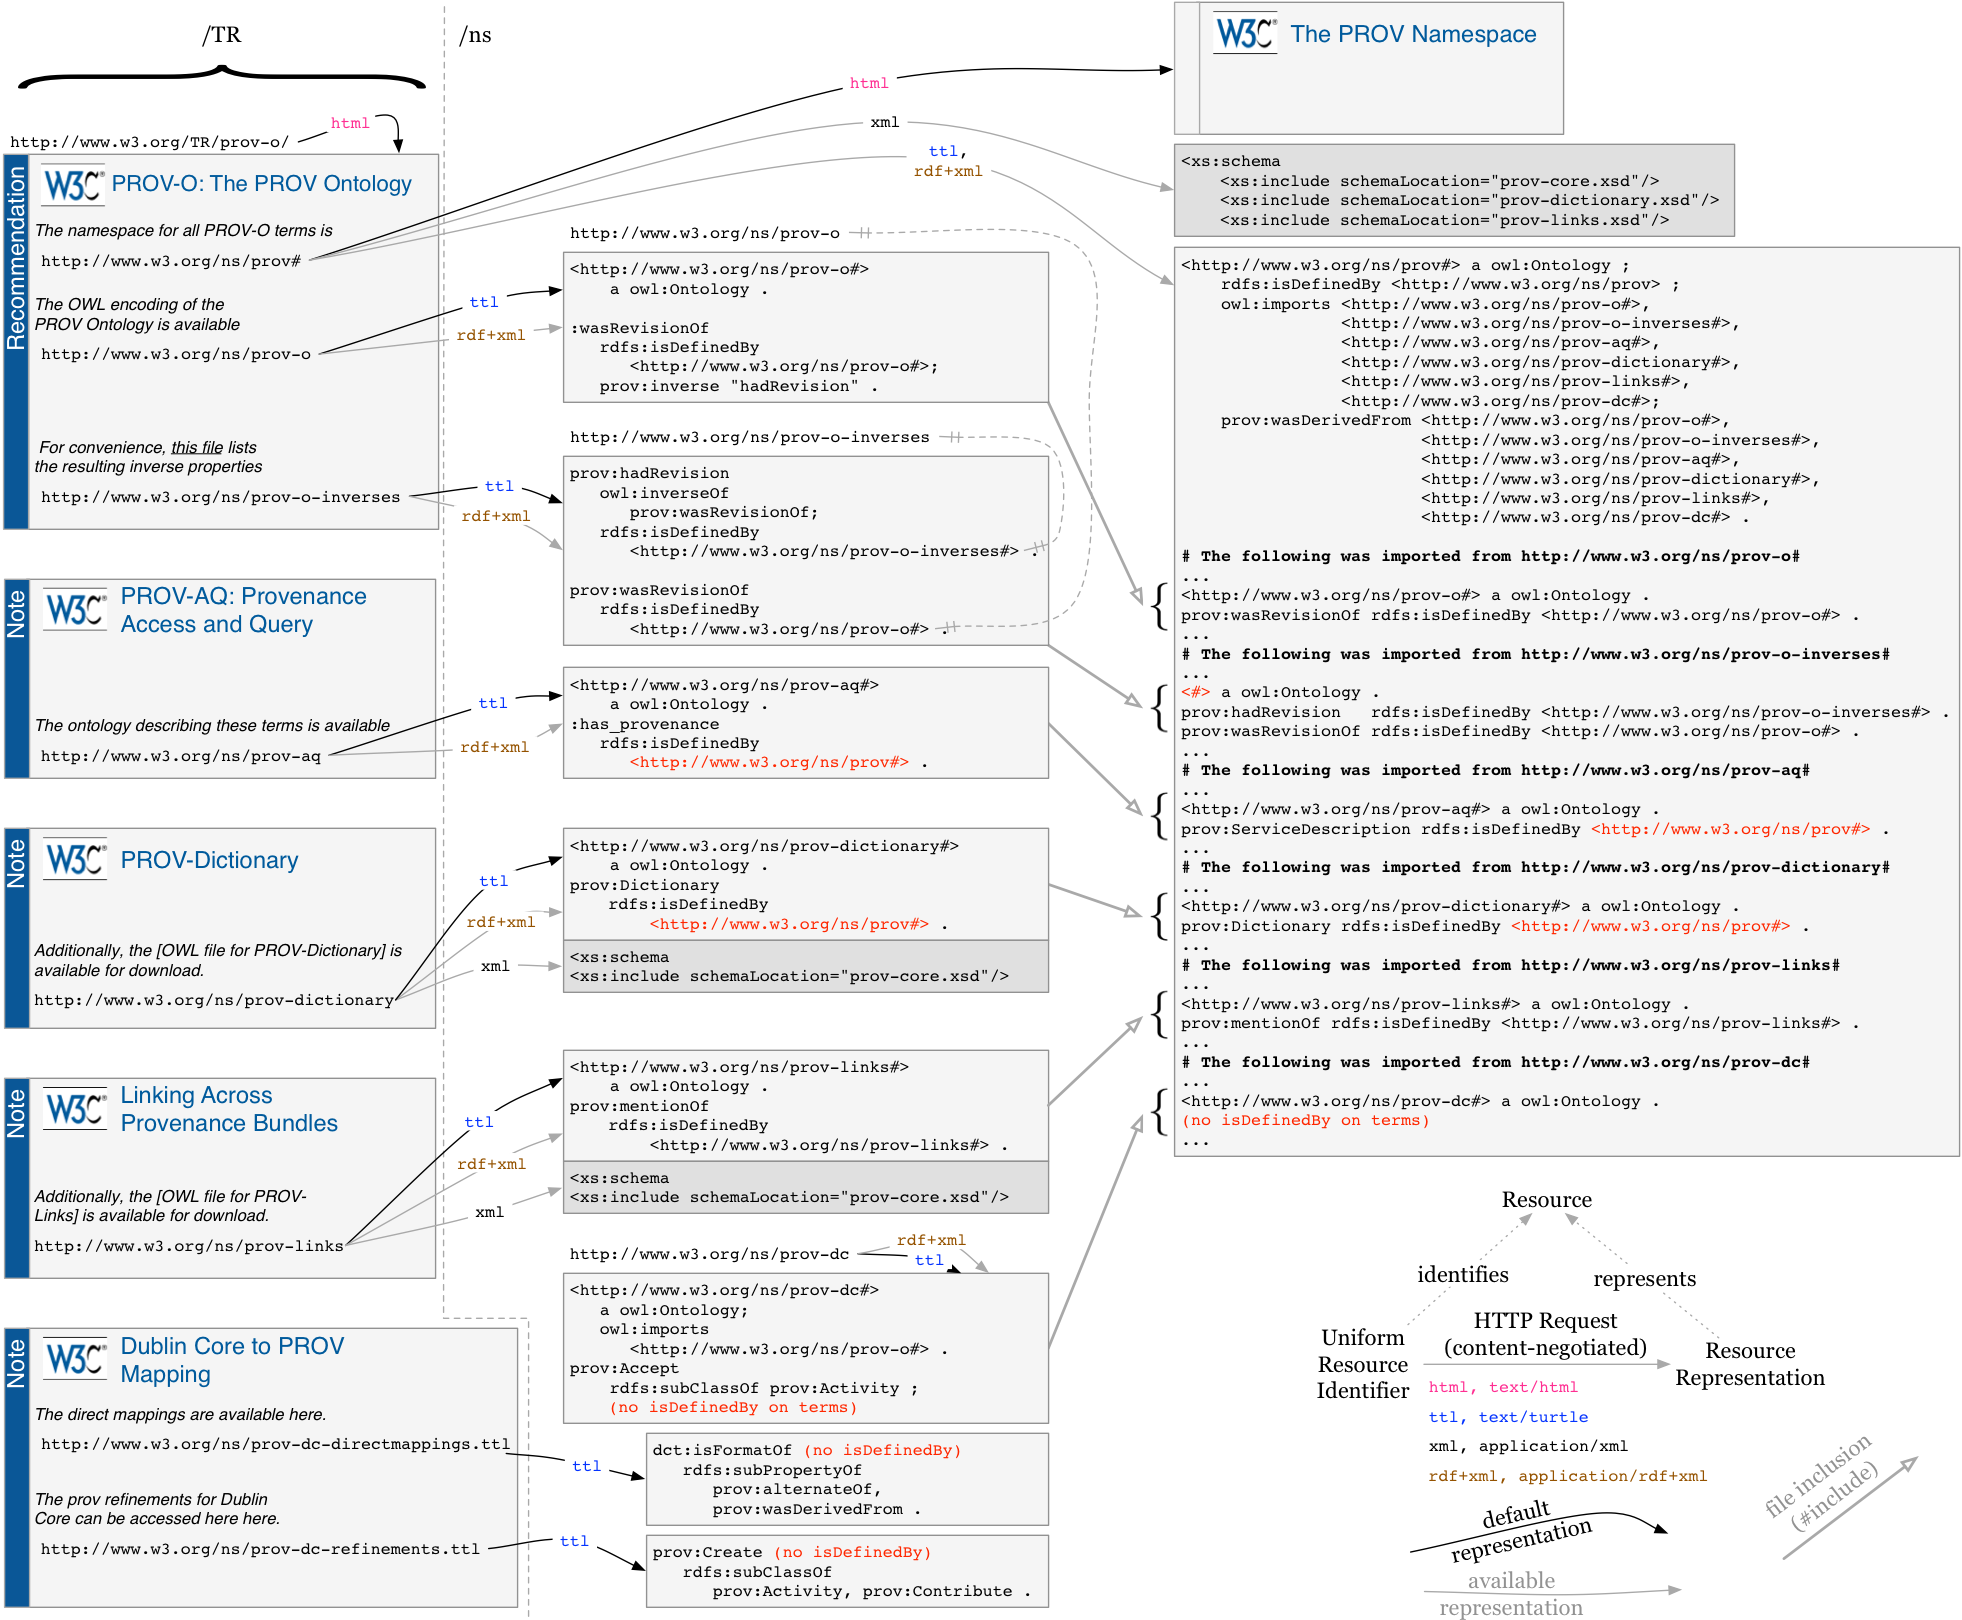 /TR
/ns
http://www.w3.org/TR/prov-o/
html
Recommendation
W3C®
PROV-O: The PROV Ontology
The namespace for all PROV-O terms is
http://www.w3.org/ns/prov#
The OWL encoding of the
PROV Ontology is available
http://www.w3.org/ns/prov-o
For convenience, this file lists
the resulting inverse properties
http://www.w3.org/ns/prov-o-inverses
Note
W3C®
PROV-AQ: Provenance
Access and Query
The ontology describing these terms is available
http://www.w3.org/ns/prov-aq
Note
W3C®
PROV-Dictionary
Additionally, the [OWL file for PROV-Dictionary] is
available for download.
http://www.w3.org/ns/prov-dictionary
Note
W3C®
Linking Across
Provenance Bundles
Additionally, the [OWL file for PROV-
Links] is available for download.
http://www.w3.org/ns/prov-links
Note
W3C®
Dublin Core to PROV
Mapping
The direct mappings are available here.
http://www.w3.org/ns/prov-dc-directmappings.ttl
The prov refinements for Dublin
Core can be accessed here here.
http://www.w3.org/ns/prov-dc-refinements.ttl
html
xml
ttl,
rdf+xml
ttl
rdf+xml
http://www.w3.org/ns/prov-o
<http://www.w3.org/ns/prov-o#>
a owl:Ontology .
:wasRevisionOf
rdfs:isDefinedBy
<http://www.w3.org/ns/prov-o#>;
prov:inverse "hadRevision" .
ttl
rdf+xml
http://www.w3.org/ns/prov-o-inverses
prov:hadRevision
owl:inverseOf
prov:wasRevisionOf;
rdfs:isDefinedBy
<http://www.w3.org/ns/prov-o-inverses#> .
prov:wasRevisionOf
rdfs:isDefinedBy
<http://www.w3.org/ns/prov-o#> .
ttl
rdf+xml
<http://www.w3.org/ns/prov-aq#>
a owl:Ontology .
:has_provenance
rdfs:isDefinedBy
<http://www.w3.org/ns/prov#> .
ttl
rdf+xml
xml
<http://www.w3.org/ns/prov-dictionary#>
a owl:Ontology .
prov:Dictionary
rdfs:isDefinedBy
<http://www.w3.org/ns/prov#> .
<xs:schema
<xs:include schemaLocation="prov-core.xsd"/>
ttl
rdf+xml
xml
<http://www.w3.org/ns/prov-links#>
a owl:Ontology .
prov:mentionOf
rdfs:isDefinedBy
<http://www.w3.org/ns/prov-links#> .
<xs:schema
<xs:include schemaLocation="prov-core.xsd"/>
http://www.w3.org/ns/prov-dc
rdf+xml
ttl
<http://www.w3.org/ns/prov-dc#>
a owl:Ontology;
owl:imports
<http://www.w3.org/ns/prov-o#> .
prov:Accept
rdfs:subClassOf prov:Activity ;
(no isDefinedBy on terms)
ttl
dct:isFormatOf (no isDefinedBy)
rdfs:subPropertyOf
prov:alternateOf,
prov:wasDerivedFrom .
ttl
prov:Create (no isDefinedBy)
rdfs:subClassOf
prov:Activity, prov:Contribute .
W3C®
The PROV Namespace
<xs:schema
<xs:include schemaLocation="prov-core.xsd"/>
<xs:include schemaLocation="prov-dictionary.xsd"/>
<xs:include schemaLocation="prov-links.xsd"/>
<http://www.w3.org/ns/prov#> a owl:Ontology ;
rdfs:isDefinedBy <http://www.w3.org/ns/prov> ;
owl:imports <http://www.w3.org/ns/prov-o#>,
<http://www.w3.org/ns/prov-o-inverses#>,
<http://www.w3.org/ns/prov-aq#>,
<http://www.w3.org/ns/prov-dictionary#>,
<http://www.w3.org/ns/prov-links#>,
<http://www.w3.org/ns/prov-dc#>;
prov:wasDerivedFrom <http://www.w3.org/ns/prov-o#>,
<http://www.w3.org/ns/prov-o-inverses#>,
<http://www.w3.org/ns/prov-aq#>,
<http://www.w3.org/ns/prov-dictionary#>,
<http://www.w3.org/ns/prov-links#>,
<http://www.w3.org/ns/prov-dc#> .
# The following was imported from http://www.w3.org/ns/prov-o#
...
<http://www.w3.org/ns/prov-o#> a owl:Ontology .
prov:wasRevisionOf rdfs:isDefinedBy <http://www.w3.org/ns/prov-o#> .
...
# The following was imported from http://www.w3.org/ns/prov-o-inverses#
...
<#> a owl:Ontology .
prov:hadRevision rdfs:isDefinedBy <http://www.w3.org/ns/prov-o-inverses#> .
prov:wasRevisionOf rdfs:isDefinedBy <http://www.w3.org/ns/prov-o#> .
...
# The following was imported from http://www.w3.org/ns/prov-aq#
...
<http://www.w3.org/ns/prov-aq#> a owl:Ontology .
prov:ServiceDescription rdfs:isDefinedBy <http://www.w3.org/ns/prov#> .
...
# The following was imported from http://www.w3.org/ns/prov-dictionary#
...
<http://www.w3.org/ns/prov-dictionary#> a owl:Ontology .
prov:Dictionary rdfs:isDefinedBy <http://www.w3.org/ns/prov#> .
...
# The following was imported from http://www.w3.org/ns/prov-links#
...
<http://www.w3.org/ns/prov-links#> a owl:Ontology .
prov:mentionOf rdfs:isDefinedBy <http://www.w3.org/ns/prov-links#> .
...
# The following was imported from http://www.w3.org/ns/prov-dc#
...
<http://www.w3.org/ns/prov-dc#> a owl:Ontology .
(no isDefinedBy on terms)
...
Resource
identifies
represents
HTTP Request
(content-negotiated)
Uniform
Resource
Identifier
Resource
Representation
html, text/html
ttl, text/turtle
xml, application/xml
rdf+xml, application/rdf+xml
default
representation
available
representation
file inclusion
(#include)